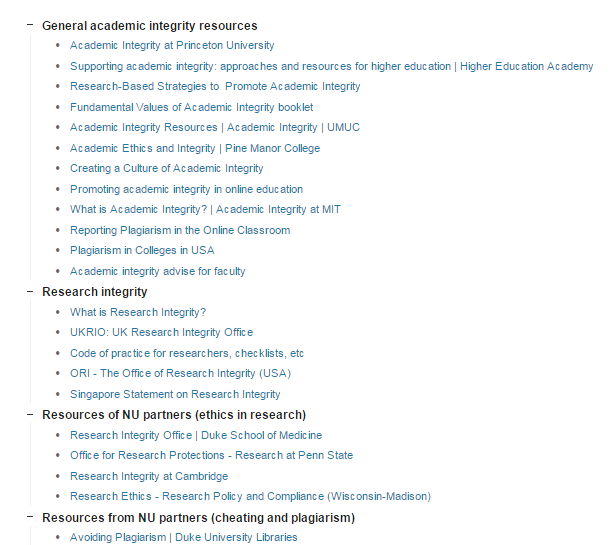 General academic integrity resources
Academic Integrity at Princeton University
Supporting academic integrity: approaches and resources for higher education | Higher Education Academy
Research-Based Strategies to Promote Academic Integrity
Fundamental Values of Academic Integrity booklet
Academic Integrity Resources | Academic Integrity | UMUC
Academic Ethics and Integrity | Pine Manor College
Creating a Culture of Academic Integrity
Promoting academic integrity in online education
What is Academic Integrity? | Academic Integrity at MIT
Reporting Plagiarism in the Online Classroom
Plagiarism in Colleges in USA
Academic integrity advise for faculty
Research integrity
What is Research Integrity?
UKRIO: UK Research Integrity Office
Code of practice for researchers, checklists, etc
ORI - The Office of Research Integrity (USA)
Singapore Statement on Research Integrity
Resources of NU partners (ethics in research)
Research Integrity Office | Duke School of Medicine
Office for Research Protections - Research at Penn State
Research Integrity at Cambridge
Research Ethics - Research Policy and Compliance (Wisconsin-Madison)
Resources from NU partners (cheating and plagiarism)
Avoiding Plagiarism | Duke University Libraries